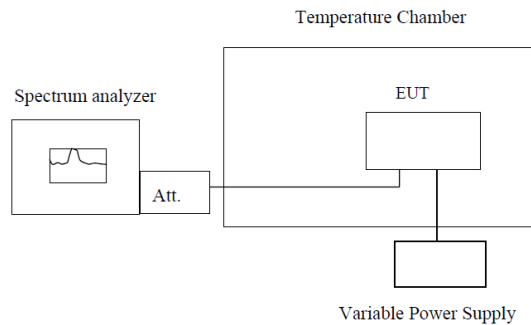 Temperature Chamber
Spectrum analyzer
EUT
Att.
Variable Power Supply